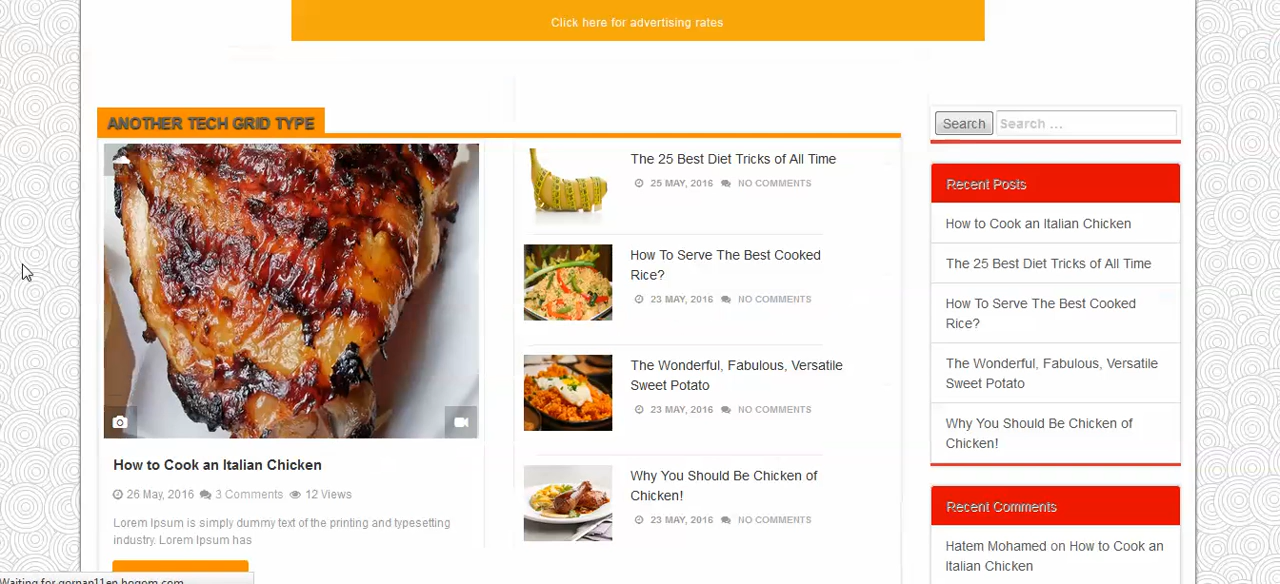 Click here for advertising rates
ANOTHER TECH GRID TYPE
How to Cook an Italian Chicken
26 May, 2016 3 Comments 12 Views
Lorem Ipsum is simply dummy text of the printing and typesetting
industry. Lorem Ipsum has
The 25 Best Diet Tricks of All Time
25 MAY, 2016 NO COMMENTS
How To Serve The Best Cooked
Rice?
23 MAY, 2016 NO COMMENTS
The Wonderful, Fabulous, Versatile
Sweet Potato
23 MAY, 2016 NO COMMENTS
Why You Should Be Chicken of
Chicken!
23 MAY, 2016 NO COMMENTS
Search Search ...
Recent Posts
How to Cook an Italian Chicken
The 25 Best Diet Tricks of All Time
How To Serve The Best Cooked
Rice?
The Wonderful, Fabulous, Versatile
Sweet Potato
Why You Should Be Chicken of
Chicken!
Recent Comments
Hatem Mohamed on How to Cook an
Italian Chicken
Waiting for